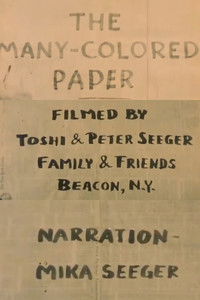 THE
MANY-COLORED
PAPER
FILMED BY
TOSHI & PETER SEEGER
FAMILY & FRIENDS
BEACON, N.Y.
NARRATION-
MIKA SEEGER